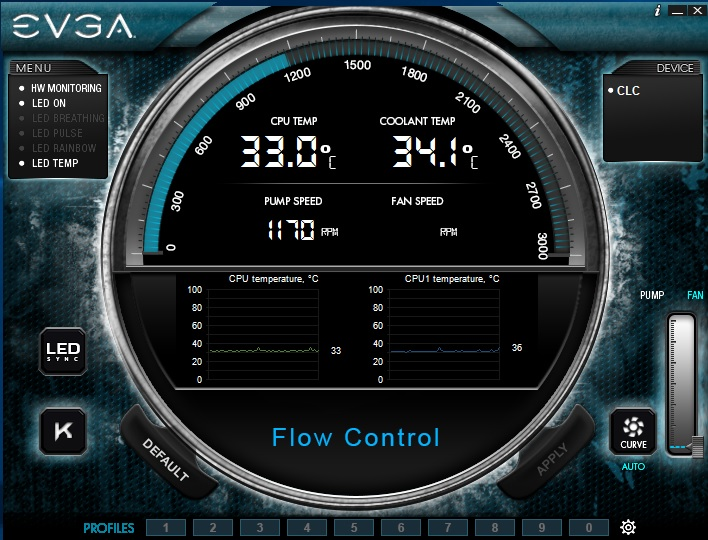 EVGA
i
MENU
HW MONITORING
LED ON
LED BREATHING
LED PULSE
LED RAINBOW
LED TEMP
DEVICE
CLC
0
300
600
900
1200
1500
1800
2100
2400
2700
3000
CPU TEMP
COOLANT TEMP
33.0°C
34.1°C
PUMP SPEED
FAN SPEED
1170 RPM
RPM
CPU temperature, °C
100
80
60
40
20
0
33
CPU1 temperature, °C
100
80
60
40
20
0
36
PUMP
FAN
LED
SYNC
K
DEFAULT
Flow Control
APPLY
CURVE
AUTO
PROFILES 1 2 3 4 5 6 7 8 9 0